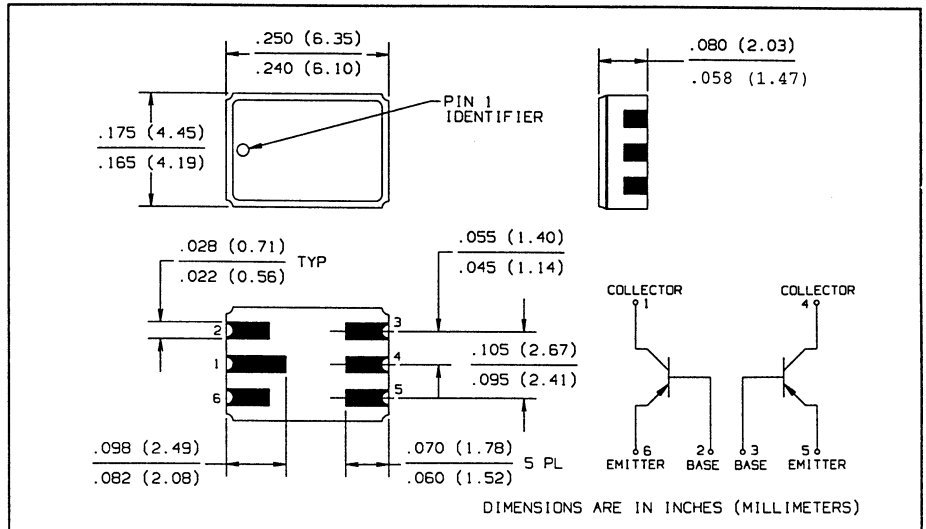 .250 (6.35)
.240 (6.10)
.080 (2.03)
.058 (1.47)
PIN 1
IDENTIFIER
.175 (4.45)
.165 (4.19)
.028 (0.71)
.022 (0.56)
TYP
.055 (1.40)
.045 (1.14)
2
1
6
3
4
5
.105 (2.67)
.095 (2.41)
.098 (2.49)
.082 (2.08)
.070 (1.78)
.060 (1.52)
5 PL
COLLECTOR
1
COLLECTOR
4
6
EMITTER
2
BASE
3
BASE
5
EMITTER
DIMENSIONS ARE IN INCHES (MILLIMETERS)